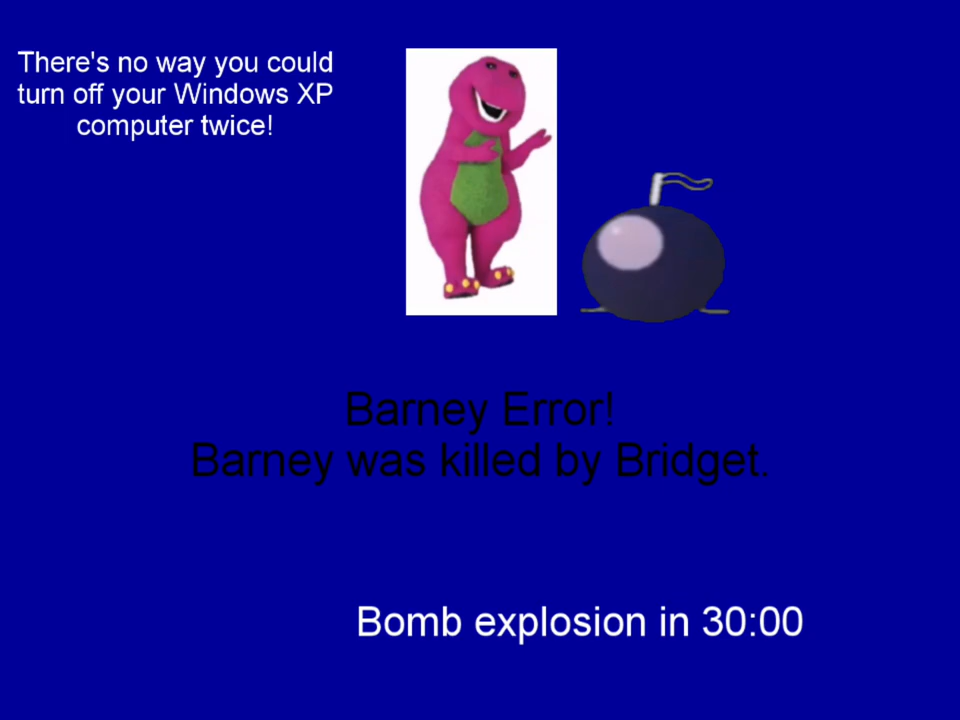 There's no way you could
turn off your Windows XP
computer twice!
Barney Error!
Barney was killed by Bridget.
Bomb explosion in 30:00